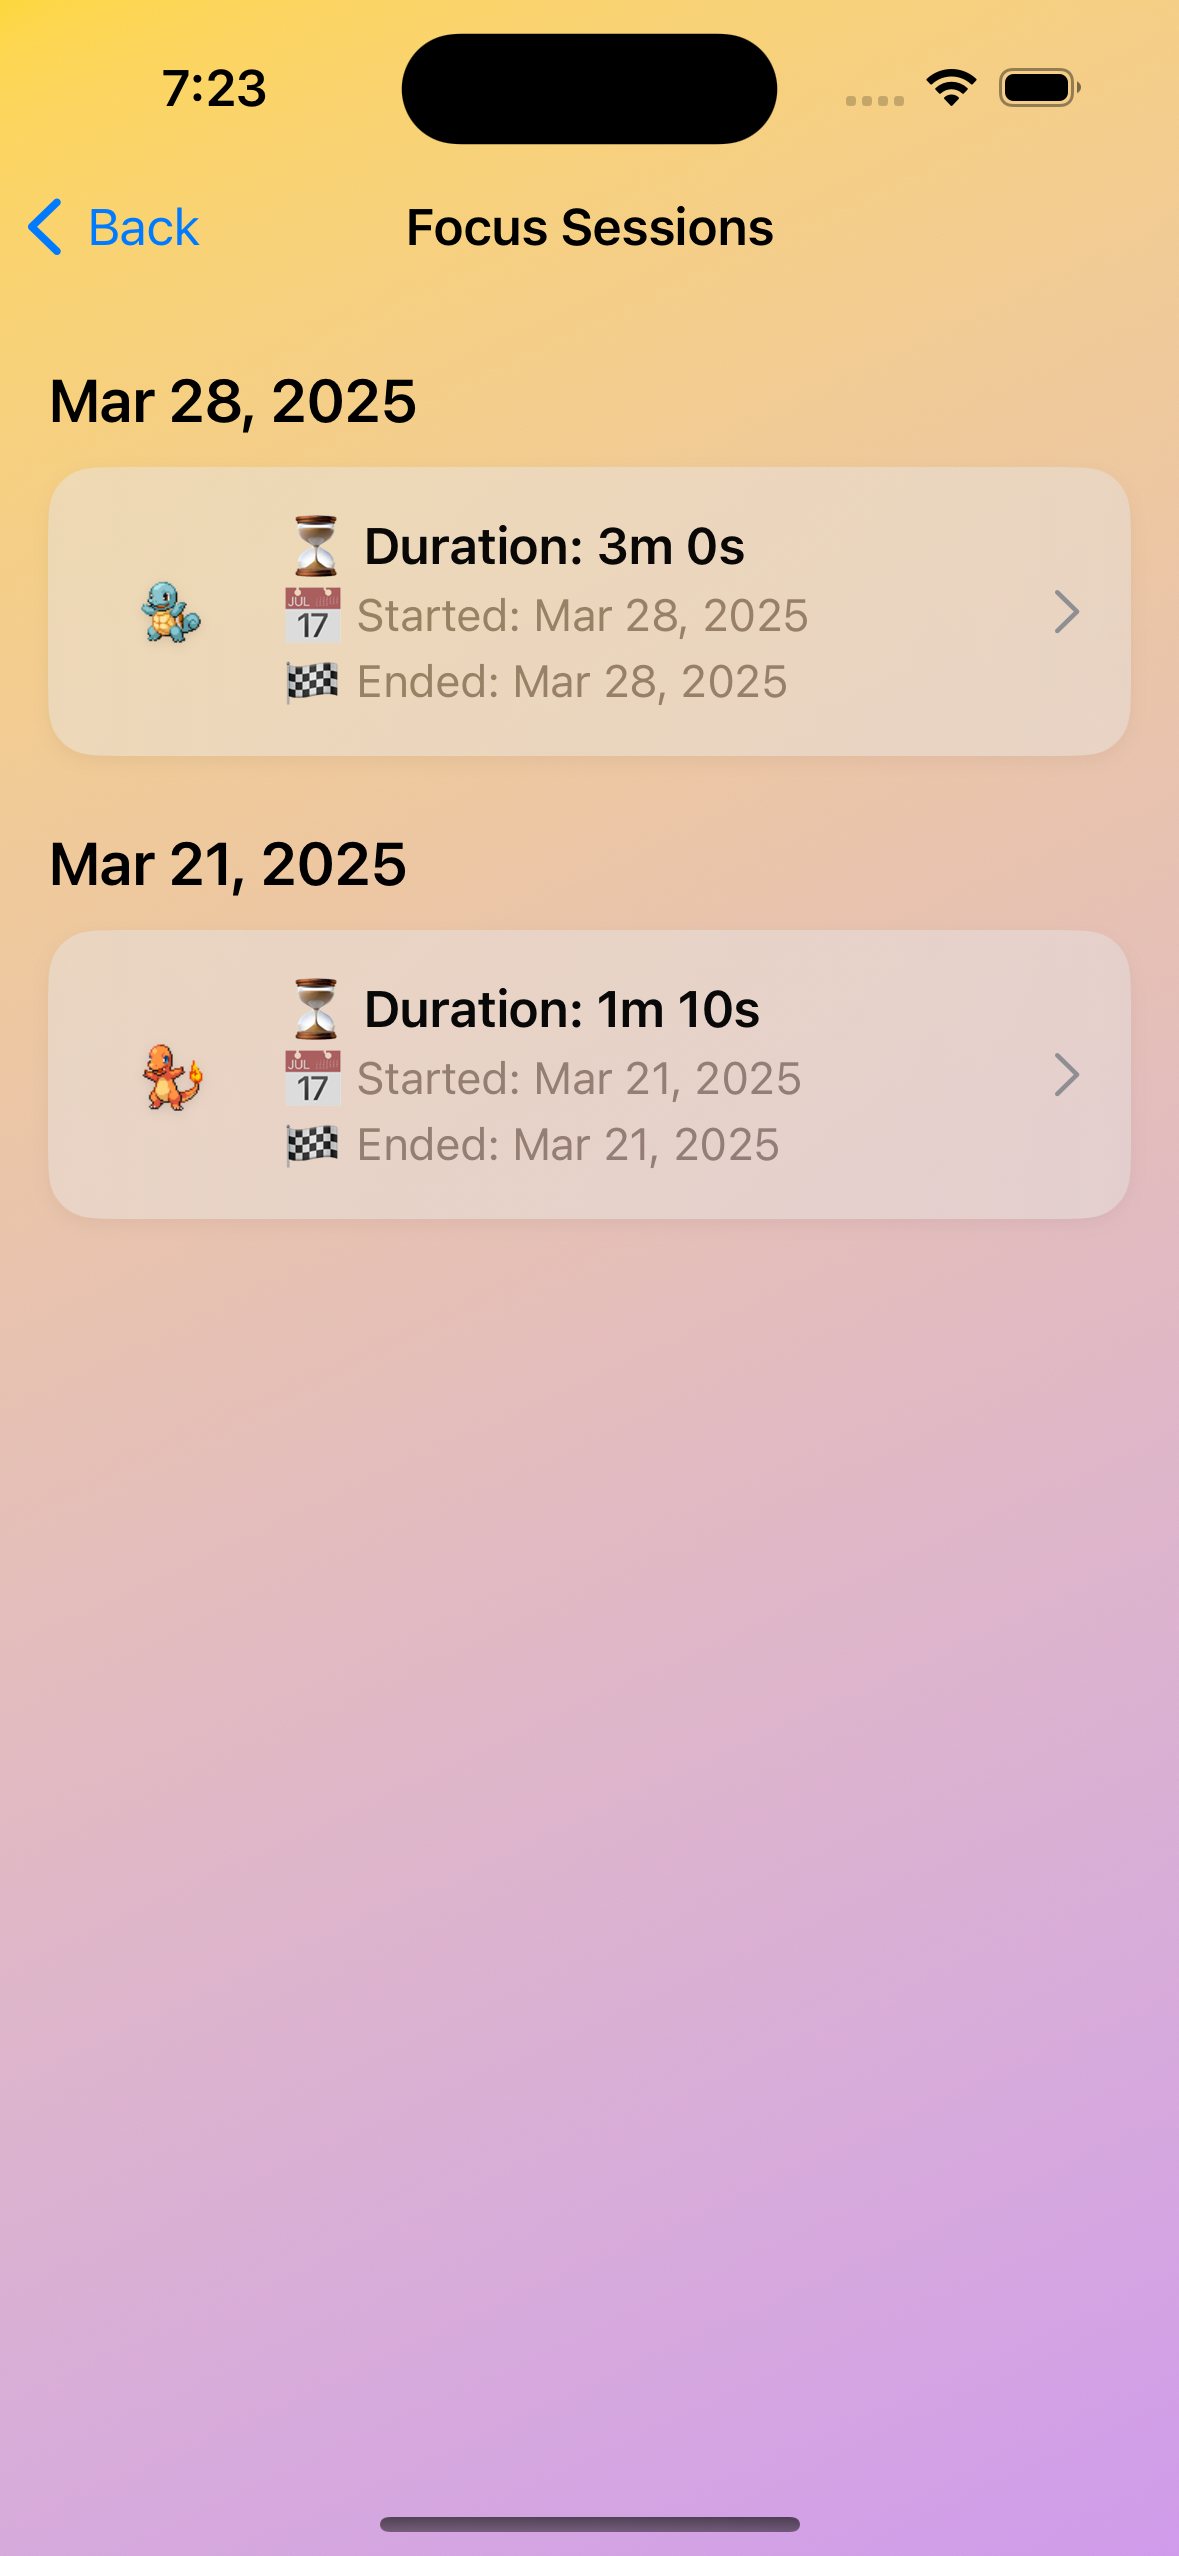 7:23
Back
Focus Sessions
Mar 28, 2025
⏳ Duration: 3m 0s
📅 Started: Mar 28, 2025
🏁 Ended: Mar 28, 2025
Mar 21, 2025
⏳ Duration: 1m 10s
📅 Started: Mar 21, 2025
🏁 Ended: Mar 21, 2025